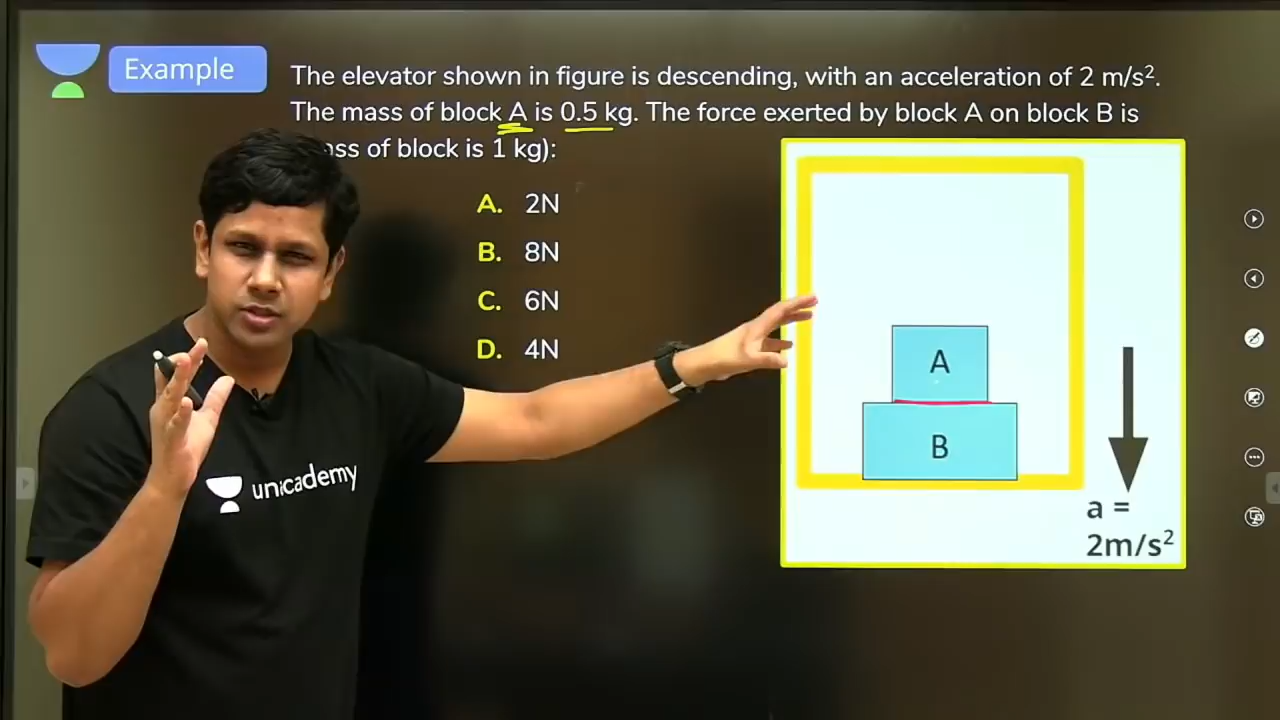 Example
The elevator shown in figure is descending, with an acceleration of 2 m/s².
The mass of block A is 0.5 kg. The force exerted by block A on block B is
of block is 1 kg):
A. 2N
B. 8N
C. 6N
D. 4N
A
B
a =
2m/s²
unacademy